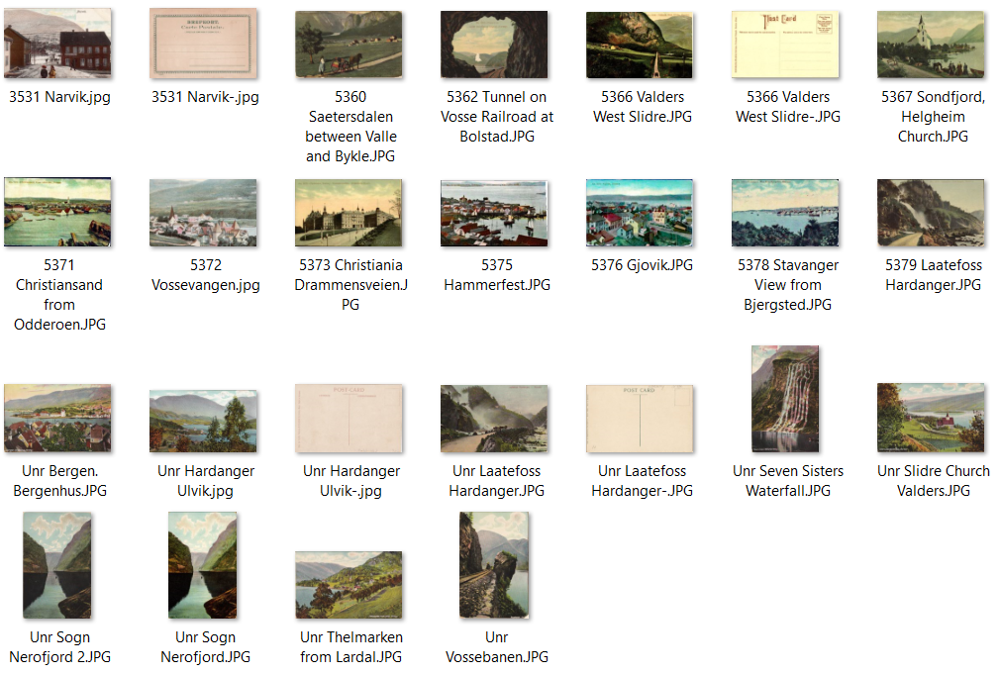 3531 Narvik.jpg
3531 Narvik-.jpg
5360
Saetersdalen
between Valle
and Bykle.JPG
5362 Tunnel on
Vosse Railroad at
Bolstad.JPG
5366 Valders
West Slidre.JPG
Post Card
5366 Valders
West Slidre-.JPG
5367 Sondfjord,
Helgheim
Church.JPG
5371
Christiansand
from
Odderoen.JPG
5372
Vossevangen.jpg
5373 Christiania
Drammensveien.J
PG
5375
Hammerfest.JPG
5376 Gjovik.JPG
5378 Stavanger
View from
Bjergsted.JPG
5379 Laatefoss
Hardanger.JPG
Unr Bergen.
Bergenhus.JPG
Unr Hardanger
Ulvik.jpg
POST-CARD
Unr Hardanger
Ulvik-.jpg
Unr Laatefoss
Hardanger.JPG
POST CARD
Unr Laatefoss
Hardanger-.JPG
Unr Seven Sisters
Waterfall.JPG
Unr Slidre Church
Valders.JPG
Unr Sogn
Nerofjord 2.JPG
Unr Sogn
Nerofjord.JPG
Unr Thelmarken
from Lardal.JPG
Unr
Vossebanen.JPG